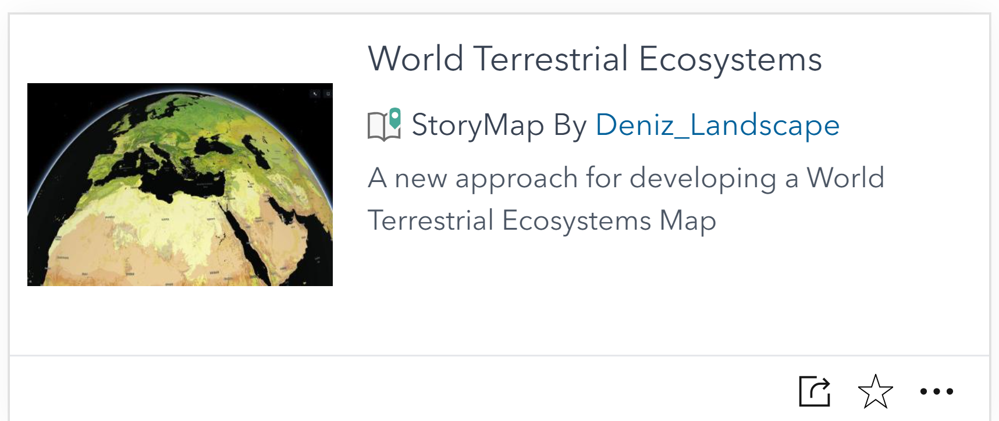 World Terrestrial Ecosystems
StoryMap By Deniz_Landscape
A new approach for developing a World
Terrestrial Ecosystems Map